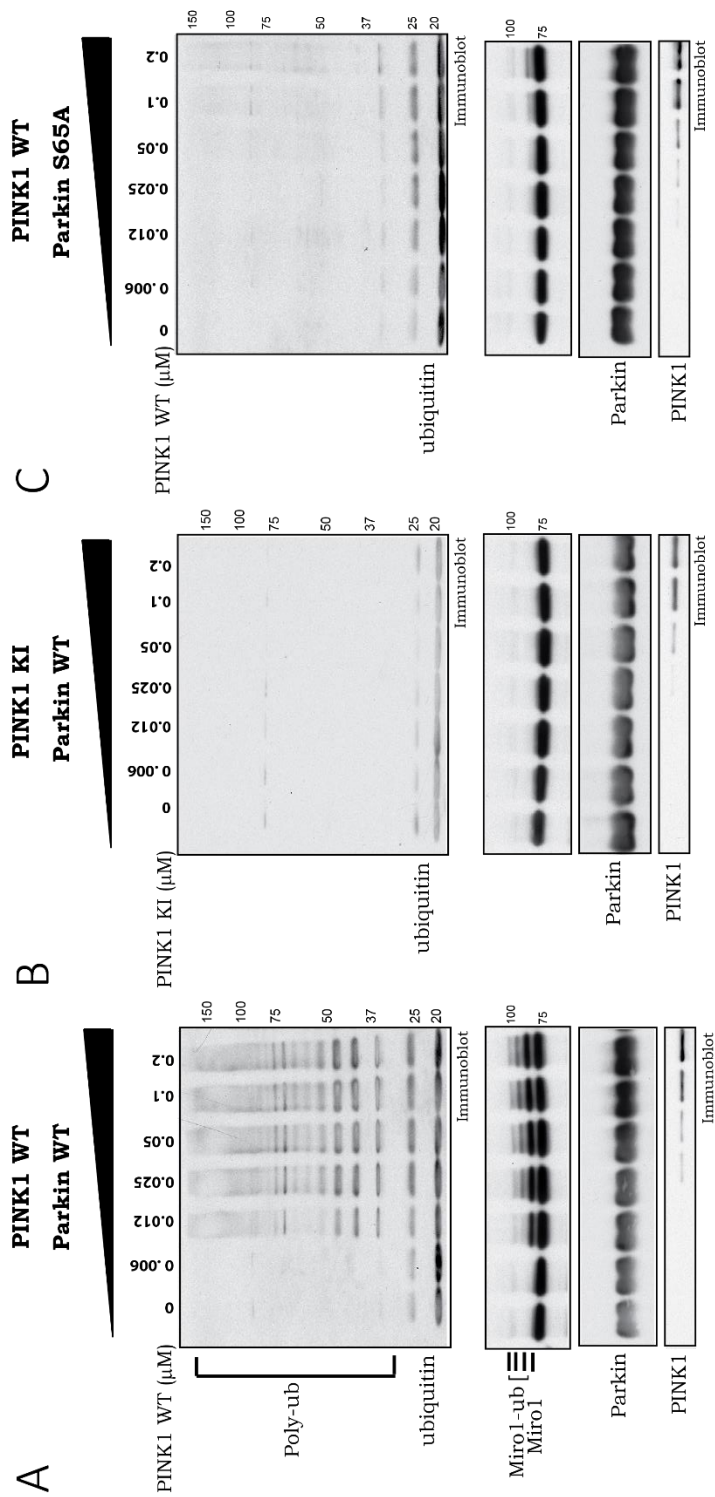 A
PINK1 WT
Parkin WT
PINK1 WT (µM)
0 0.006 0.012 0.025 0.05 0.1 0.2
150
100
75
50
37
25
20
Poly-ub
ubiquitin
Immunoblot
100
75
Miro1-ub
Miro1
Parkin
PINK1
Immunoblot
B
PINK1 KI
Parkin WT
PINK1 KI (µM)
0 0.006 0.012 0.025 0.05 0.1 0.2
150
100
75
50
37
25
20
ubiquitin
Immunoblot
100
75
Parkin
PINK1
Immunoblot
C
PINK1 WT
Parkin S65A
PINK1 WT (µM)
0 0.006 0.012 0.025 0.05 0.1 0.2
150
100
75
50
37
25
20
ubiquitin
Immunoblot
100
75
Parkin
PINK1
Immunoblot